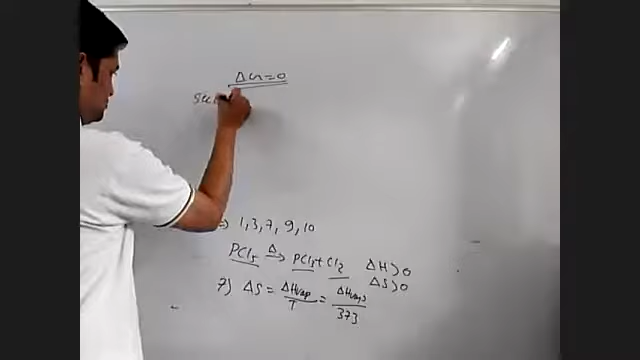 ΔG=0
⇒ 1,3,7,9,10
PCl5 Δ→ PCl3+Cl2 ΔH>0
ΔS>0
7) ΔS = ΔHvap/T = ΔHvap/373